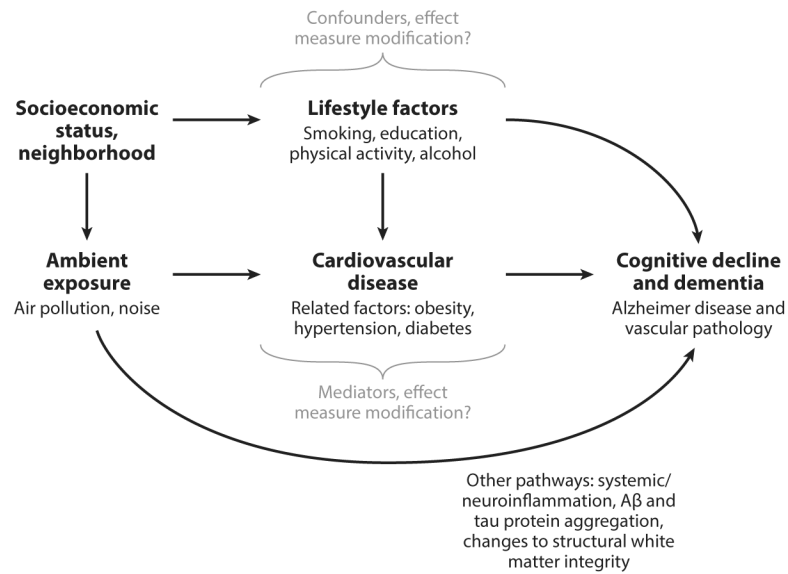 Confounders, effect
measure modification?
Socioeconomic
status,
neighborhood
Lifestyle factors
Smoking, education,
physical activity, alcohol
Ambient
exposure
Air pollution, noise
Cardiovascular
disease
Related factors: obesity,
hypertension, diabetes
Cognitive decline
and dementia
Alzheimer disease and
vascular pathology
Mediators, effect
measure modification?
Other pathways: systemic/
neuroinflammation, Aβ and
tau protein aggregation,
changes to structural white
matter integrity